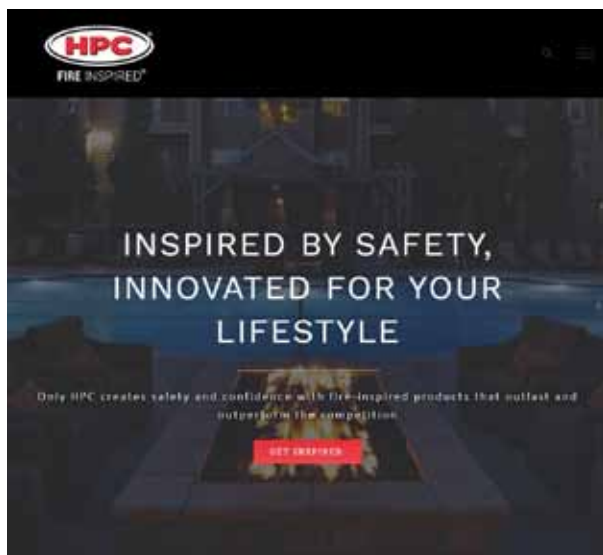 HPC
FIRE INSPIRED®
INSPIRED BY SAFETY,
INNOVATED FOR YOUR
LIFESTYLE
Only HPC creates safety and confidence with fire-inspired products that outlast and
outperform the competition
GET INSPIRED